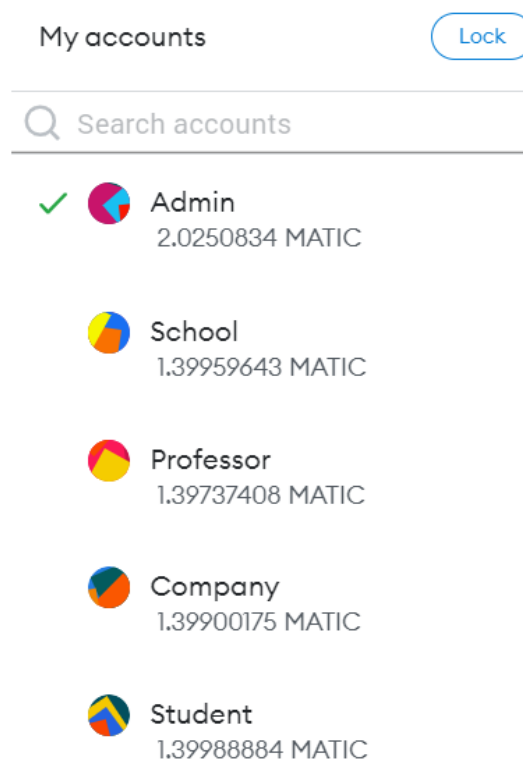 My accounts
Lock
Search accounts
Admin
2.0250834 MATIC
School
1.39959643 MATIC
Professor
1.39737408 MATIC
Company
1.39900175 MATIC
Student
1.39988884 MATIC